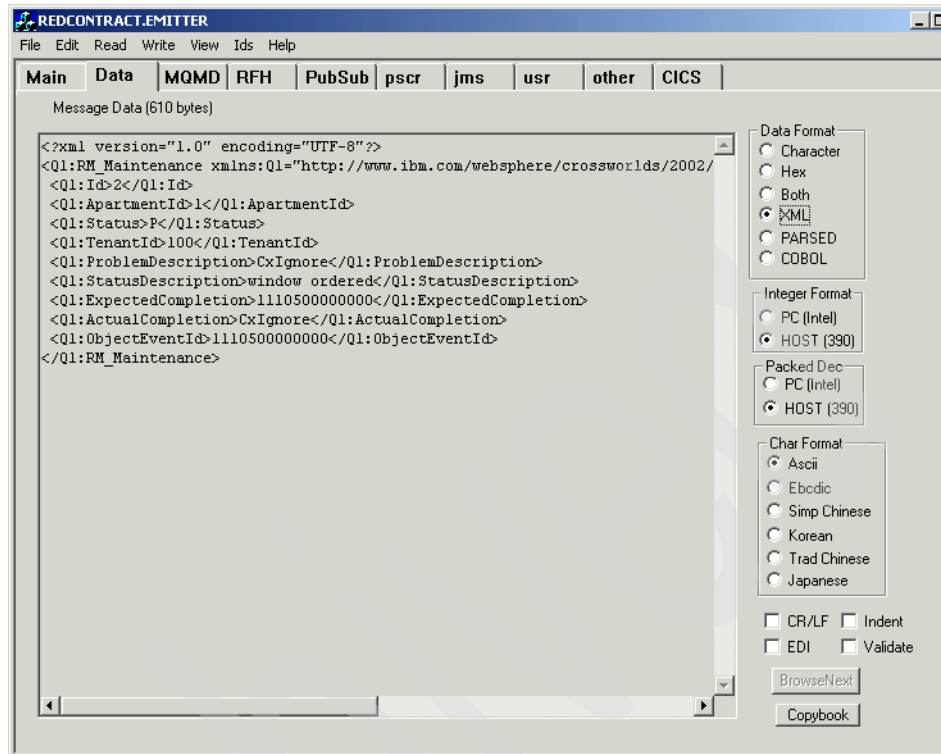 REDCONTRACT.EMITTER
File Edit Read Write View Ids Help
Main Data MQMD RFH PubSub pscr jms usr other CICS
Message Data (610 bytes)
<?xml version="1.0" encoding="UTF-8"?>
<Q1:RM_Maintenance xmlns:Q1="http://www.ibm.com/websphere/crossworlds/2002/
<Q1:Id>2</Q1:Id>
<Q1:ApartmentId>1</Q1:ApartmentId>
<Q1:Status>P</Q1:Status>
<Q1:TenantId>100</Q1:TenantId>
<Q1:ProblemDescription>CxIgnore</Q1:ProblemDescription>
<Q1:StatusDescription>window ordered</Q1:StatusDescription>
<Q1:ExpectedCompletion>1110500000000</Q1:ExpectedCompletion>
<Q1:ActualCompletion>CxIgnore</Q1:ActualCompletion>
<Q1:ObjectEventId>1110500000000</Q1:ObjectEventId>
</Q1:RM_Maintenance>
Data Format
Character
Hex
Both
XML
PARSED
COBOL
Integer Format
PC (Intel)
HOST (390)
Packed Dec
PC (Intel)
HOST (390)
Char Format
Ascii
Ebcdic
Simp Chinese
Korean
Trad Chinese
Japanese
CR/LF Indent
EDI Validate
BrowseNext
Copybook